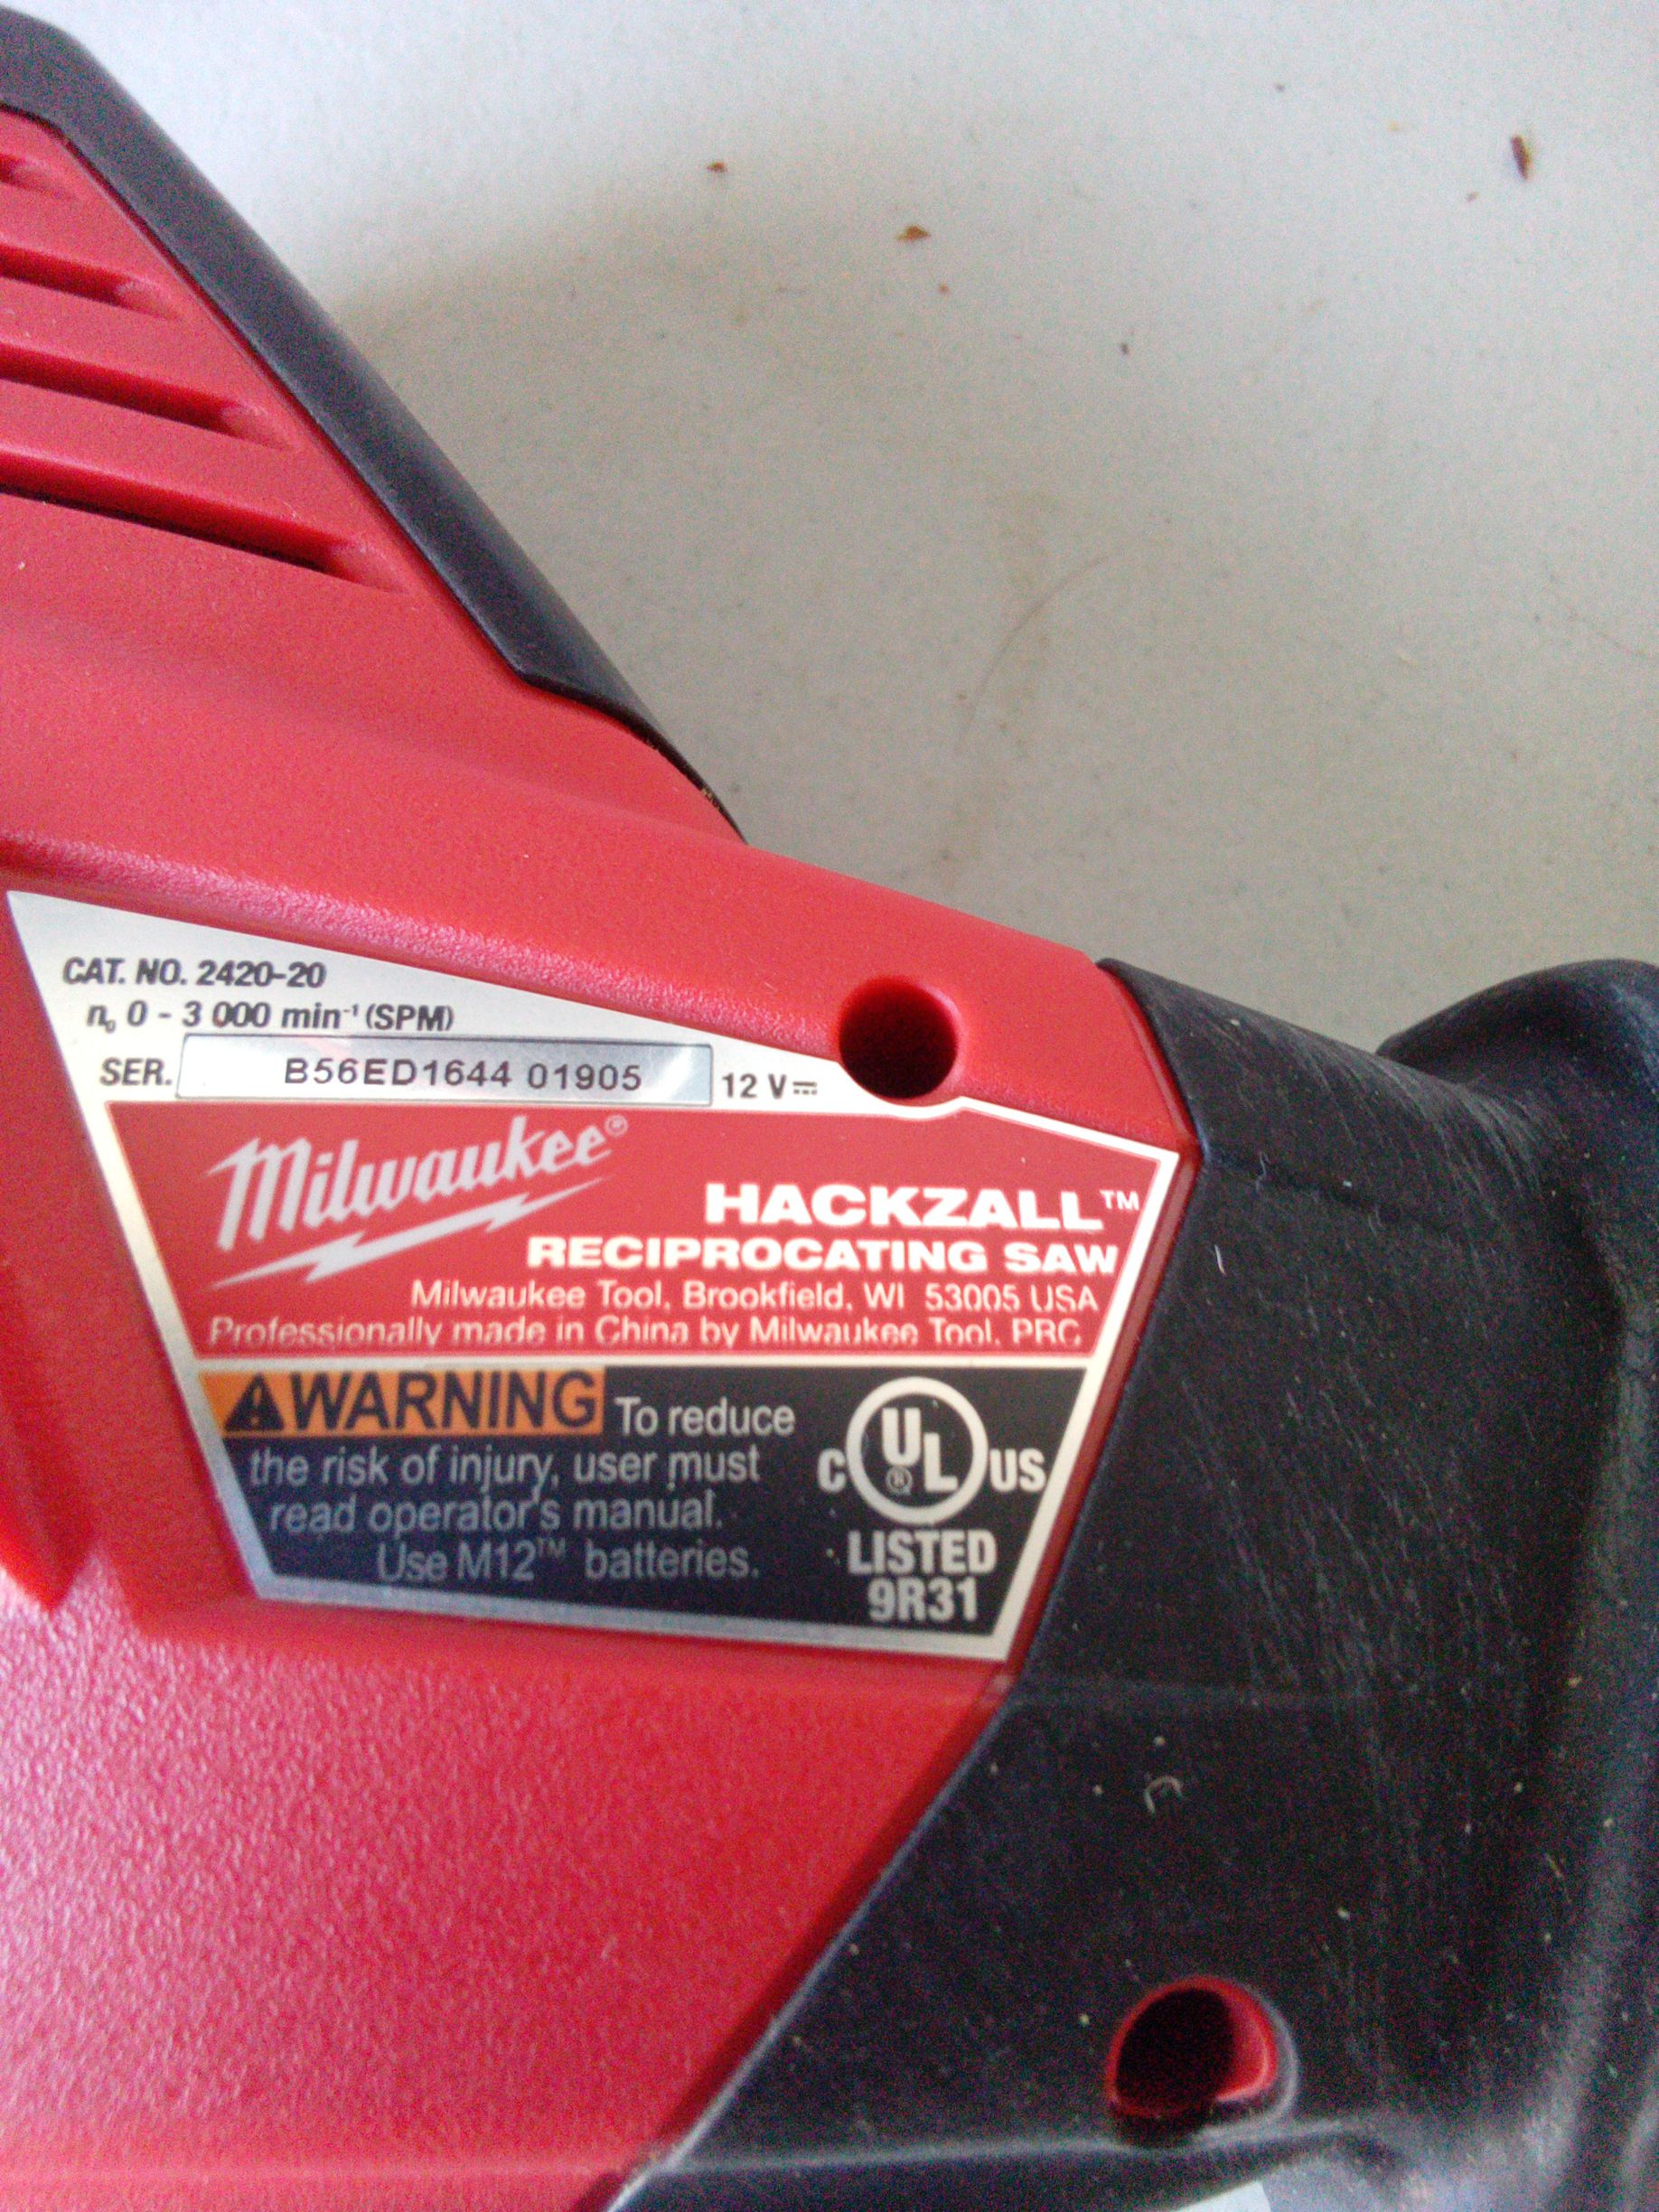 CAT. NO. 2420-20
n₀ 0 - 3 000 min⁻¹ (SPM)
SER. B56ED1644 01905 12 V⎓
Milwaukee®
HACKZALL™
RECIPROCATING SAW
Milwaukee Tool, Brookfield, WI 53005 USA
Professionally made in China by Milwaukee Tool, PRC
⚠WARNING To reduce
the risk of injury, user must
read operator's manual.
Use M12™ batteries.
C UL® US
LISTED
9R31